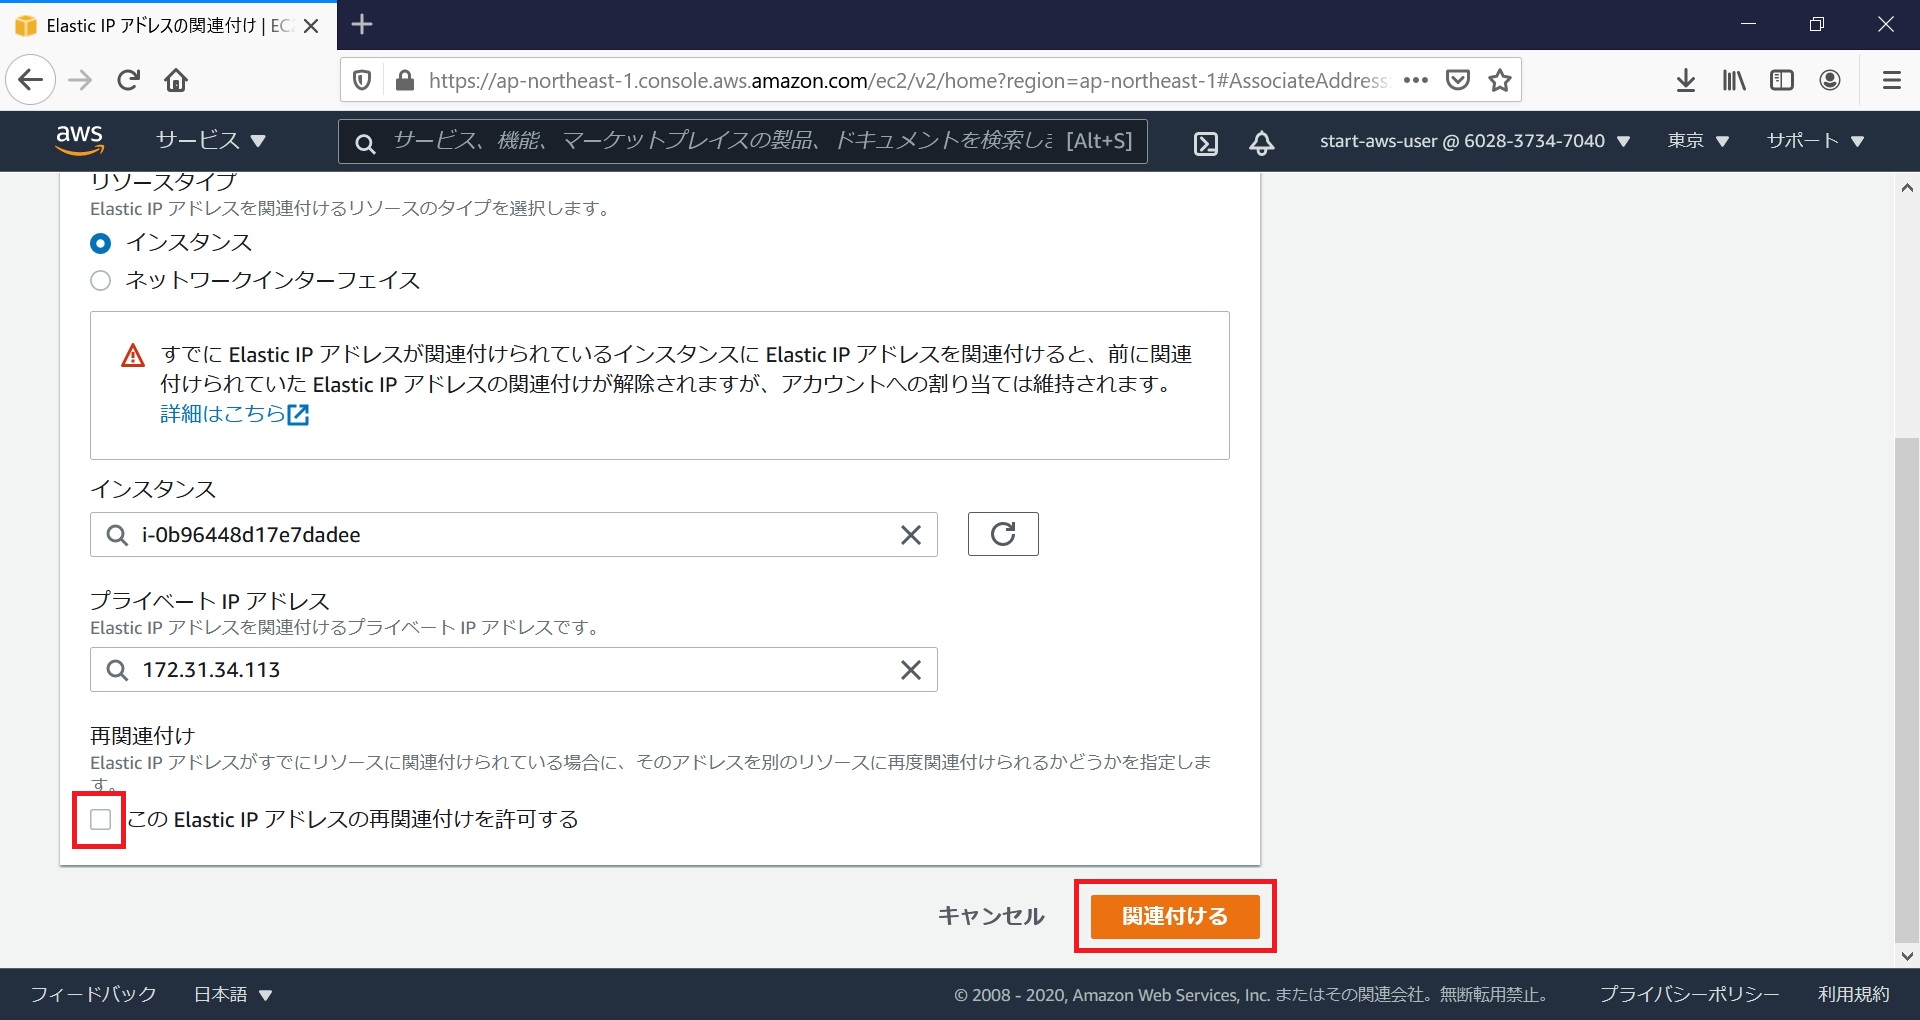 Elastic IP アドレスの関連付け | EC2
https://ap-northeast-1.console.aws.amazon.com/ec2/v2/home?region=ap-northeast-1#AssociateAddress:
aws
サービス
サービス、機能、マーケットプレイスの製品、ドキュメントを検索しま [Alt+S]
start-aws-user @ 6028-3734-7040
東京
サポート
リソースタイプ
Elastic IP アドレスを関連付けるリソースのタイプを選択します。
インスタンス
ネットワークインターフェイス
すでに Elastic IP アドレスが関連付けられているインスタンスに Elastic IP アドレスを関連付けると、前に関連
付けられていた Elastic IP アドレスの関連付けが解除されますが、アカウントへの割り当ては維持されます。
詳細はこちら
インスタンス
i-0b96448d17e7dadee
プライベート IP アドレス
Elastic IP アドレスを関連付けるプライベート IP アドレスです。
172.31.34.113
再関連付け
Elastic IP アドレスがすでにリソースに関連付けられている場合に、そのアドレスを別のリソースに再度関連付けられるかどうかを指定しま
す。
この Elastic IP アドレスの再関連付けを許可する
キャンセル
関連付ける
フィードバック
日本語
© 2008 - 2020, Amazon Web Services, Inc. またはその関連会社。無断転用禁止。
プライバシーポリシー
利用規約